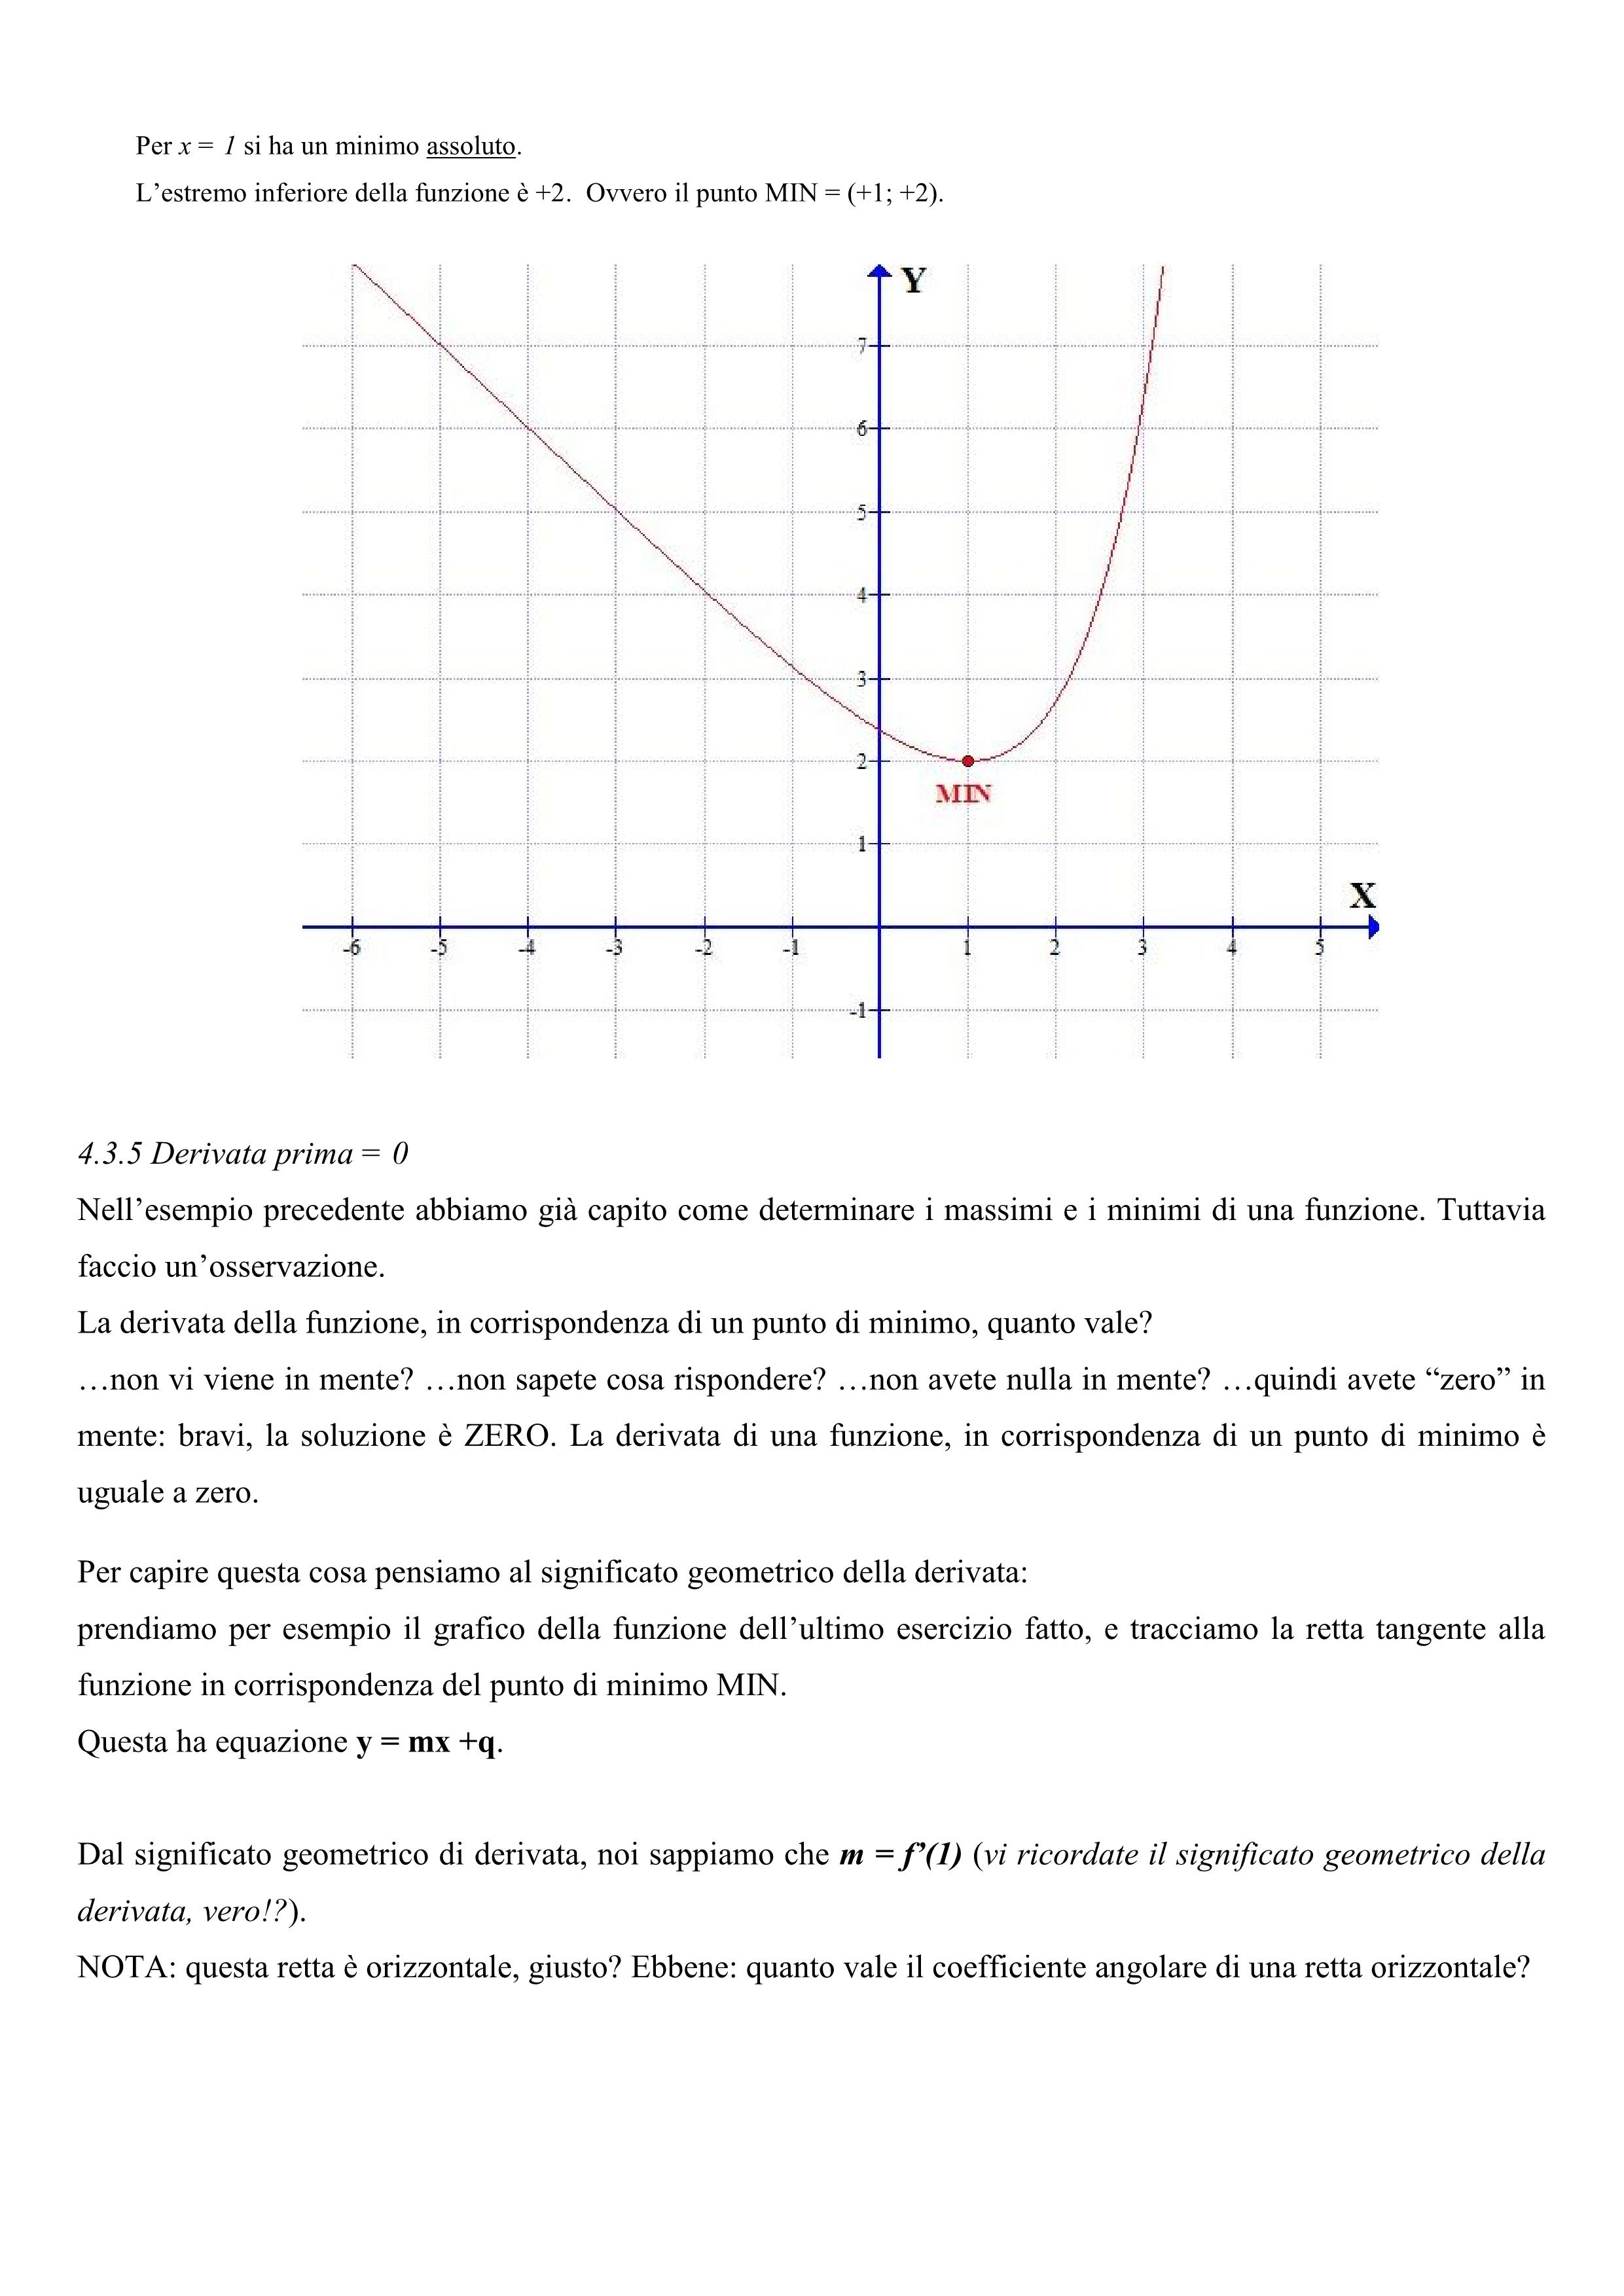 Per x = 1 si ha un minimo assoluto.
L’estremo inferiore della funzione è +2. Ovvero il punto MIN = (+1; +2).
Y
7
6
5
4
3
2
MIN
1
X
-6 -5 -4 -3 -2 -1 1 2 3 4 5
-1
4.3.5 Derivata prima = 0
Nell’esempio precedente abbiamo già capito come determinare i massimi e i minimi di una funzione. Tuttavia
faccio un’osservazione.
La derivata della funzione, in corrispondenza di un punto di minimo, quanto vale?
…non vi viene in mente? …non sapete cosa rispondere? …non avete nulla in mente? …quindi avete “zero” in
mente: bravi, la soluzione è ZERO. La derivata di una funzione, in corrispondenza di un punto di minimo è
uguale a zero.
Per capire questa cosa pensiamo al significato geometrico della derivata:
prendiamo per esempio il grafico della funzione dell’ultimo esercizio fatto, e tracciamo la retta tangente alla
funzione in corrispondenza del punto di minimo MIN.
Questa ha equazione y = mx +q.
Dal significato geometrico di derivata, noi sappiamo che m = f’(1) (vi ricordate il significato geometrico della
derivata, vero!?).
NOTA: questa retta è orizzontale, giusto? Ebbene: quanto vale il coefficiente angolare di una retta orizzontale?